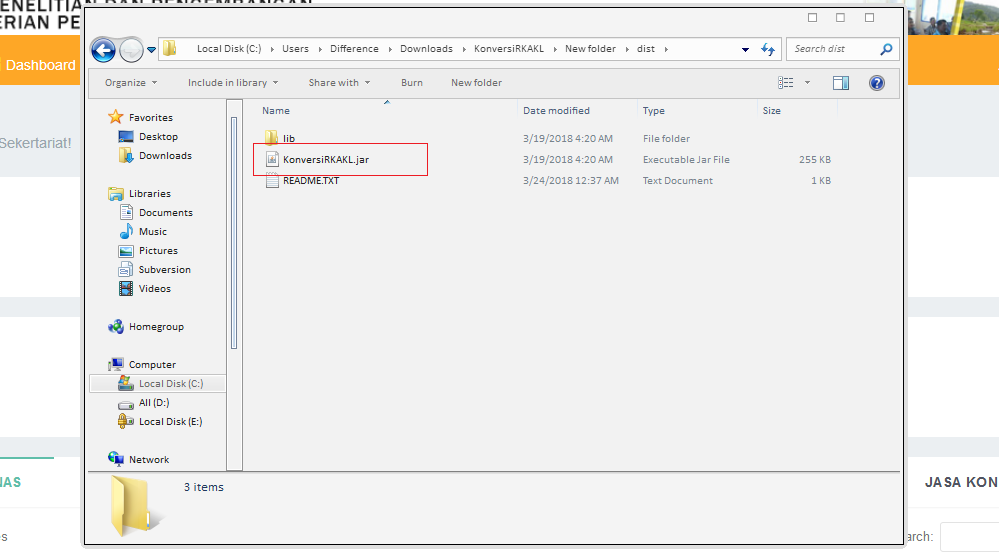 ENELITIAN DAN PENGEMBANGAN
ERIAN PE
Dashboard
Sekertariat!
NAS
es
Local Disk (C:) Users Difference Downloads KonversiRKAKL New folder dist
Search dist
Organize Include in library Share with Burn New folder
Favorites
Desktop
Downloads
Libraries
Documents
Music
Pictures
Subversion
Videos
Homegroup
Computer
Local Disk (C:)
All (D:)
Local Disk (E:)
Network
Name Date modified Type Size
lib 3/19/2018 4:20 AM File folder
KonversiRKAKL.jar 3/19/2018 4:20 AM Executable Jar File 255 KB
README.TXT 3/24/2018 12:37 AM Text Document 1 KB
3 items
JASA KON
arch: